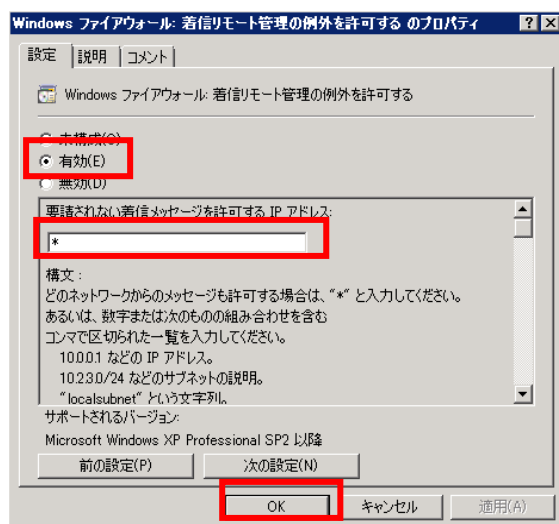 Windows ファイアウォール: 着信リモート管理の例外を許可する のプロパティ
設定 説明 コメント
Windows ファイアウォール: 着信リモート管理の例外を許可する
未構成(C)
有効(E)
無効(D)
要請されない着信メッセージを許可する IP アドレス:
*
構文 :
どのネットワークからのメッセージも許可する場合は、"*" と入力してください。
あるいは、数字または次のものの組み合わせを含む
コンマで区切られた一覧を入力してください。
10.0.0.1 などの IP アドレス。
10.2.3.0/24 などのサブネットの説明。
"localsubnet" という文字列。
サポートされるバージョン:
Microsoft Windows XP Professional SP2 以降
前の設定(P) 次の設定(N)
OK キャンセル 適用(A)